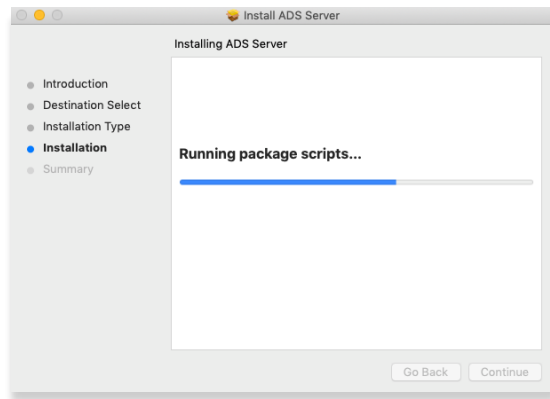 Install ADS Server
Installing ADS Server
Introduction
Destination Select
Installation Type
Installation
Summary
Running package scripts...
Go Back
Continue